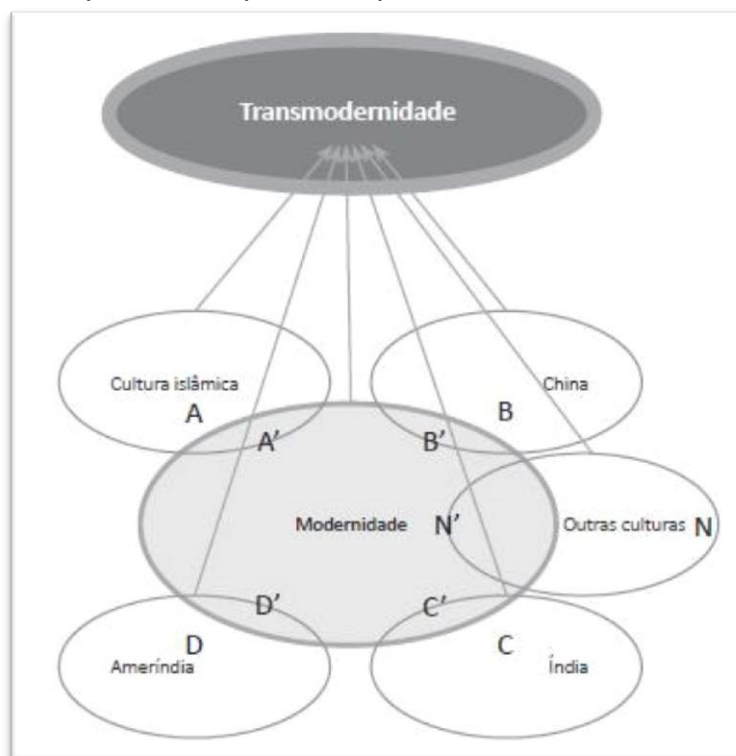 Transmodernidade
Cultura islâmica
China
A
B
A'
B'
Modernidade
N'
Outras culturas N
D'
C'
D
C
Ameríndia
Índia